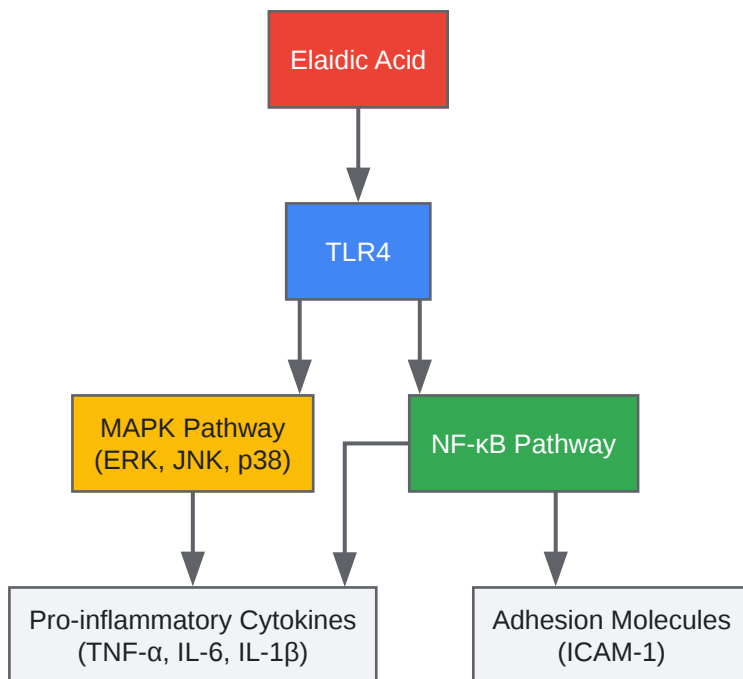 Elaidic Acid
TLR4
MAPK Pathway
(ERK, JNK, p38)
NF-κB Pathway
Pro-inflammatory Cytokines
(TNF-α, IL-6, IL-1β)
Adhesion Molecules
(ICAM-1)